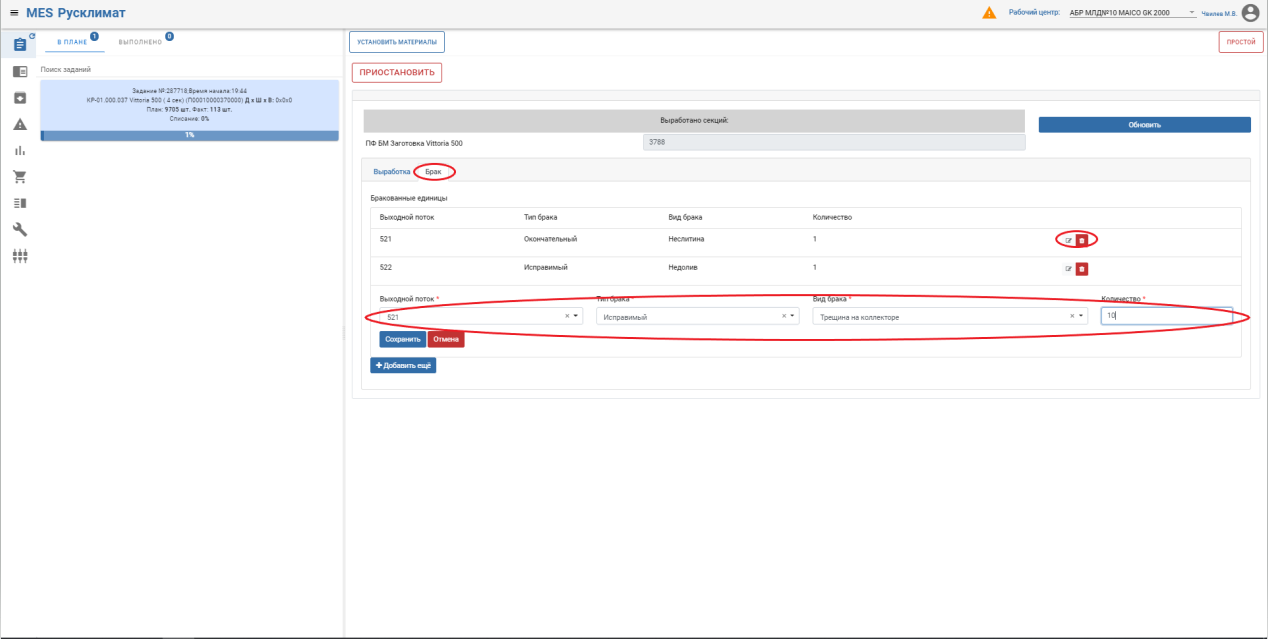 MES Русклимат
Рабочий центр: АБР МЛД№10 MAICO GK 2000 Чвилев М.В.
В ПЛАНЕ 1 ВЫПОЛНЕНО 0
УСТАНОВИТЬ МАТЕРИАЛЫ
ПРОСТОЙ
Поиск заданий
Задание №:287718,Время начала:19:44
КР-01.000.037 Vittoria 500 ( 4 сек) (П00010000370000) Д х Ш х В: 0x0x0
План: 9705 шт. Факт: 113 шт.
Списание: 0%
1%
ПРИОСТАНОВИТЬ
Выработано секций:
Обновить
ПФ БМ Заготовка Vittoria 500
3788
Выработка Брак
Бракованные единицы
Выходной поток Тип брака Вид брака Количество
521 Окончательный Неслитина 1
522 Исправимый Недолив 1
Выходной поток * Тип брака * Вид брака * Количество *
521 × Исправимый × Трещина на коллекторе × 10
Сохранить Отмена
+ Добавить ещё